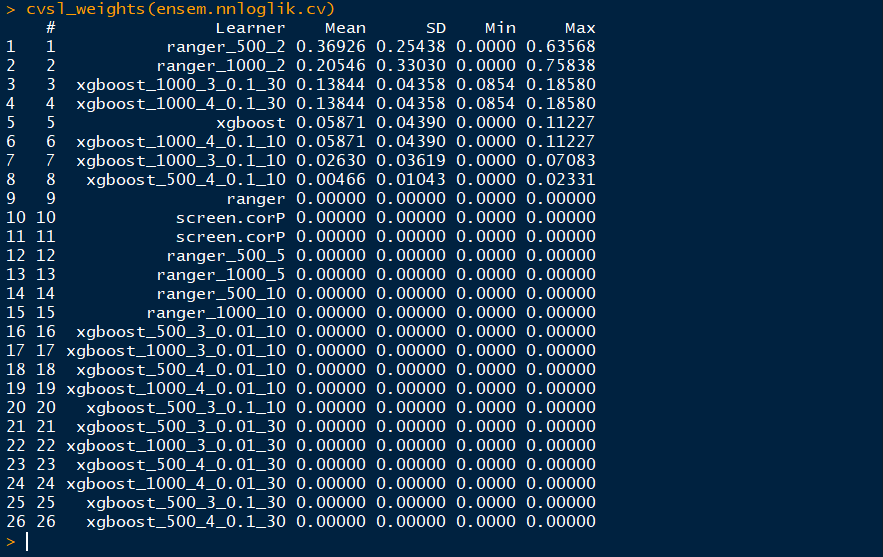 > cvsl_weights(ensem.nnloglik.cv)
# Learner Mean SD Min Max
1 1 ranger_500_2 0.36926 0.25438 0.0000 0.63568
2 2 ranger_1000_2 0.20546 0.33030 0.0000 0.75838
3 3 xgboost_1000_3_0.1_30 0.13844 0.04358 0.0854 0.18580
4 4 xgboost_1000_4_0.1_30 0.13844 0.04358 0.0854 0.18580
5 5 xgboost 0.05871 0.04390 0.0000 0.11227
6 6 xgboost_1000_4_0.1_10 0.05871 0.04390 0.0000 0.11227
7 7 xgboost_1000_3_0.1_10 0.02630 0.03619 0.0000 0.07083
8 8 xgboost_500_4_0.1_10 0.00466 0.01043 0.0000 0.02331
9 9 ranger 0.00000 0.00000 0.0000 0.00000
10 10 screen.corP 0.00000 0.00000 0.0000 0.00000
11 11 screen.corP 0.00000 0.00000 0.0000 0.00000
12 12 ranger_500_5 0.00000 0.00000 0.0000 0.00000
13 13 ranger_1000_5 0.00000 0.00000 0.0000 0.00000
14 14 ranger_500_10 0.00000 0.00000 0.0000 0.00000
15 15 ranger_1000_10 0.00000 0.00000 0.0000 0.00000
16 16 xgboost_500_3_0.01_10 0.00000 0.00000 0.0000 0.00000
17 17 xgboost_1000_3_0.01_10 0.00000 0.00000 0.0000 0.00000
18 18 xgboost_500_4_0.01_10 0.00000 0.00000 0.0000 0.00000
19 19 xgboost_1000_4_0.01_10 0.00000 0.00000 0.0000 0.00000
20 20 xgboost_500_3_0.1_10 0.00000 0.00000 0.0000 0.00000
21 21 xgboost_500_3_0.01_30 0.00000 0.00000 0.0000 0.00000
22 22 xgboost_1000_3_0.01_30 0.00000 0.00000 0.0000 0.00000
23 23 xgboost_500_4_0.01_30 0.00000 0.00000 0.0000 0.00000
24 24 xgboost_1000_4_0.01_30 0.00000 0.00000 0.0000 0.00000
25 25 xgboost_500_3_0.1_30 0.00000 0.00000 0.0000 0.00000
26 26 xgboost_500_4_0.1_30 0.00000 0.00000 0.0000 0.00000
>